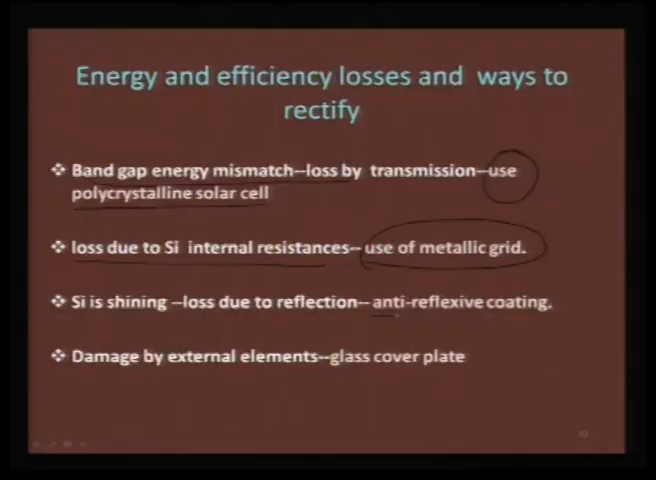 Energy and efficiency losses and ways to
rectify
❖ Band gap energy mismatch--loss by transmission--use
polycrystalline solar cell
❖ loss due to Si internal resistances-- use of metallic grid.
❖ Si is shining --loss due to reflection-- anti-reflexive coating.
❖ Damage by external elements--glass cover plate